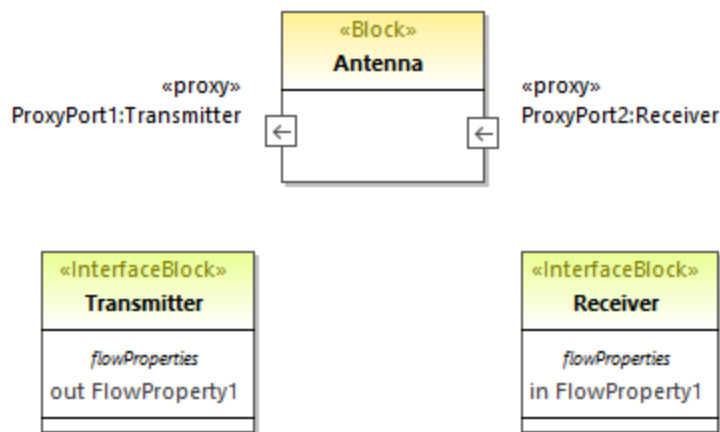 «Block»
Antenna
«proxy»
ProxyPort1:Transmitter
«proxy»
ProxyPort2:Receiver
«InterfaceBlock»
Transmitter
flowProperties
out FlowProperty1
«InterfaceBlock»
Receiver
flowProperties
in FlowProperty1